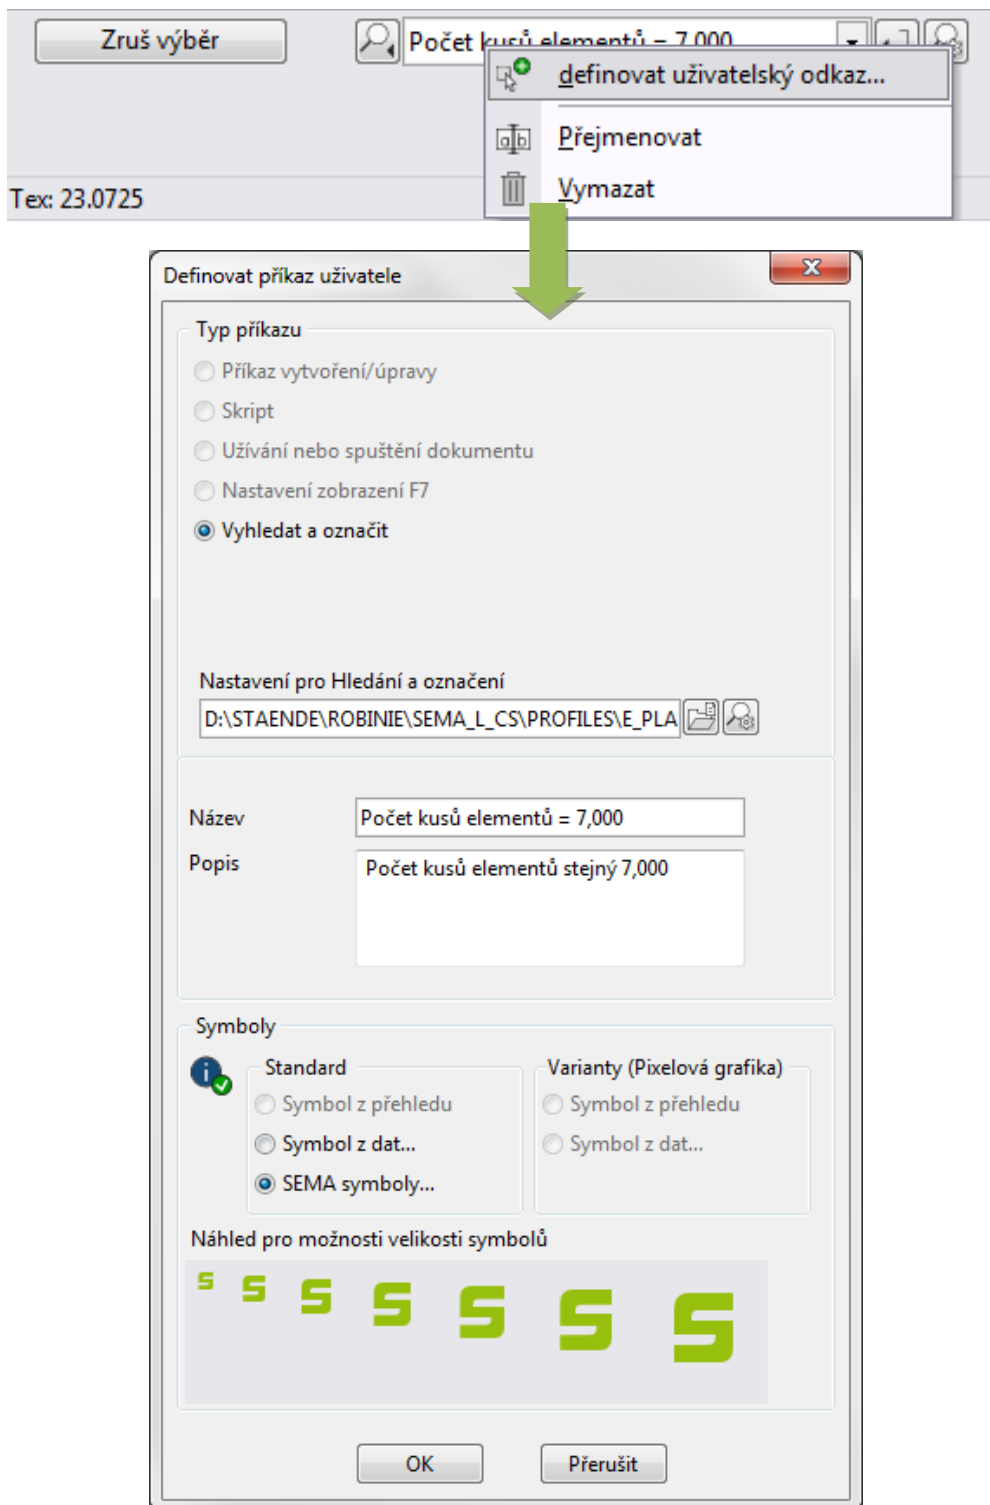 Zruš výběr
Počet kusů elementů = 7,000
definovat uživatelský odkaz...
Přejmenovat
Vymazat
Tex: 23.0725
Definovat příkaz uživatele
Typ příkazu
Příkaz vytvoření/úpravy
Skript
Užívání nebo spuštění dokumentu
Nastavení zobrazení F7
Vyhledat a označit
Nastavení pro Hledání a označení
D:\STAENDE\ROBINIE\SEMA_L_CS\PROFILES\E_PLA
Název
Počet kusů elementů = 7,000
Popis
Počet kusů elementů stejný 7,000
Symboly
Standard
Varianty (Pixelová grafika)
Symbol z přehledu
Symbol z přehledu
Symbol z dat...
Symbol z dat...
SEMA symboly...
Náhled pro možnosti velikosti symbolů
S S S S S S S
OK
Přerušit